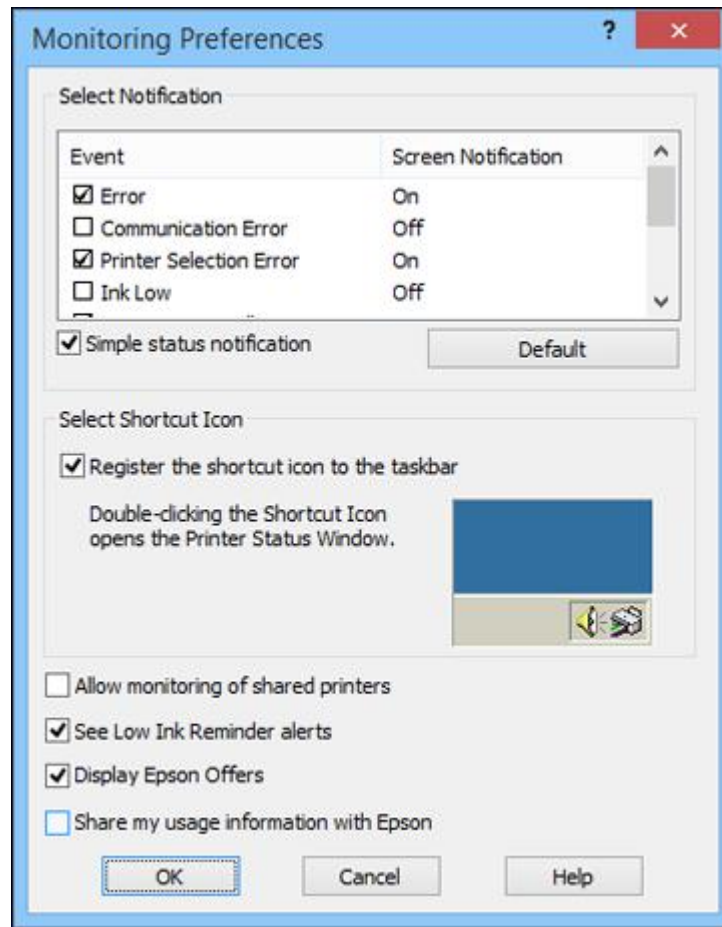 Monitoring Preferences
Select Notification
Event Screen Notification
Error On
Communication Error Off
Printer Selection Error On
Ink Low Off
Simple status notification Default
Select Shortcut Icon
Register the shortcut icon to the taskbar
Double-clicking the Shortcut Icon
opens the Printer Status Window.
Allow monitoring of shared printers
See Low Ink Reminder alerts
Display Epson Offers
Share my usage information with Epson
OK Cancel Help